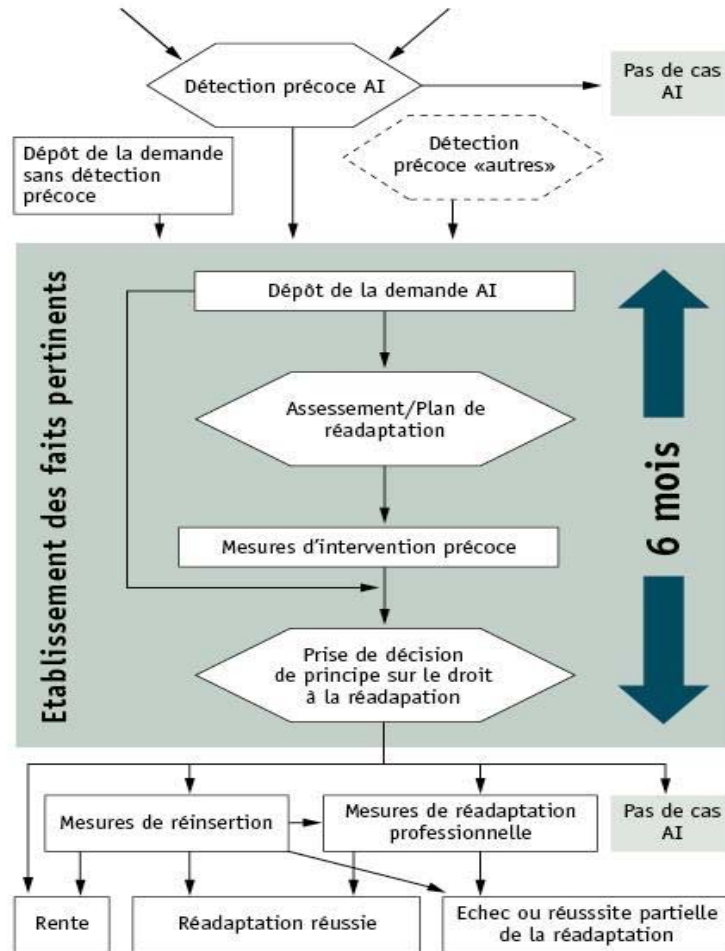 Détection précoce AI
Pas de cas
AI
Dépôt de la demande
sans détection
précoce
Détection
précoce «autres»
Etablissement des faits pertinents
Dépôt de la demande AI
Assessement/Plan de
réadaptation
6 mois
Mesures d'intervention précoce
Prise de décision
de principe sur le droit
à la réadapation
Mesures de réinsertion
Mesures de réadaptation
professionnelle
Pas de cas
AI
Rente
Réadaptation réussie
Echec ou réusssite partielle
de la réadaptation